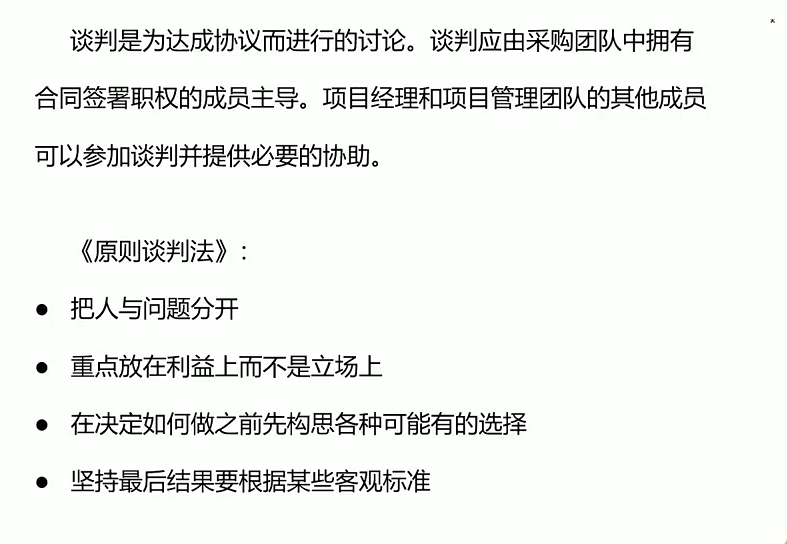 谈判是为达成协议而进行的讨论。谈判应由采购团队中拥有
合同签署职权的成员主导。项目经理和项目管理团队的其他成员
可以参加谈判并提供必要的协助。
《原则谈判法》:
● 把人与问题分开
● 重点放在利益上而不是立场上
● 在决定如何做之前先构思各种可能有的选择
● 坚持最后结果要根据某些客观标准